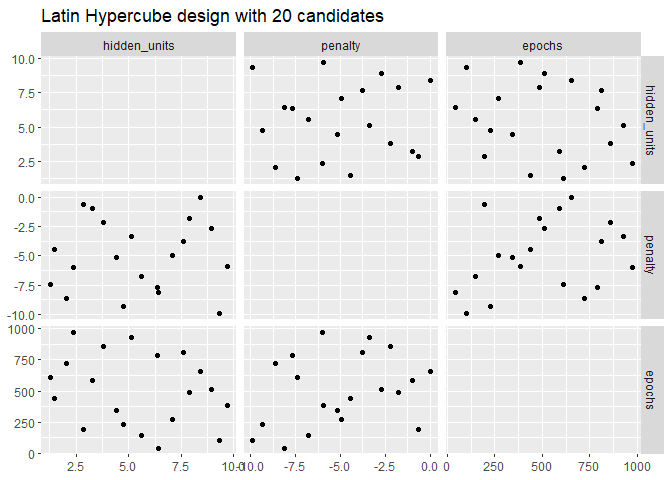 Latin Hypercube design with 20 candidates
hidden_units penalty epochs
10.0
7.5
5.0
2.5
hidden_units
0.0
-2.5
-5.0
-7.5
-10.0
penalty
1000
750
500
250
0
epochs
2.5 5.0 7.5 10.0 -10.0 -7.5 -5.0 -2.5 0.0 0 250 500 750 1000